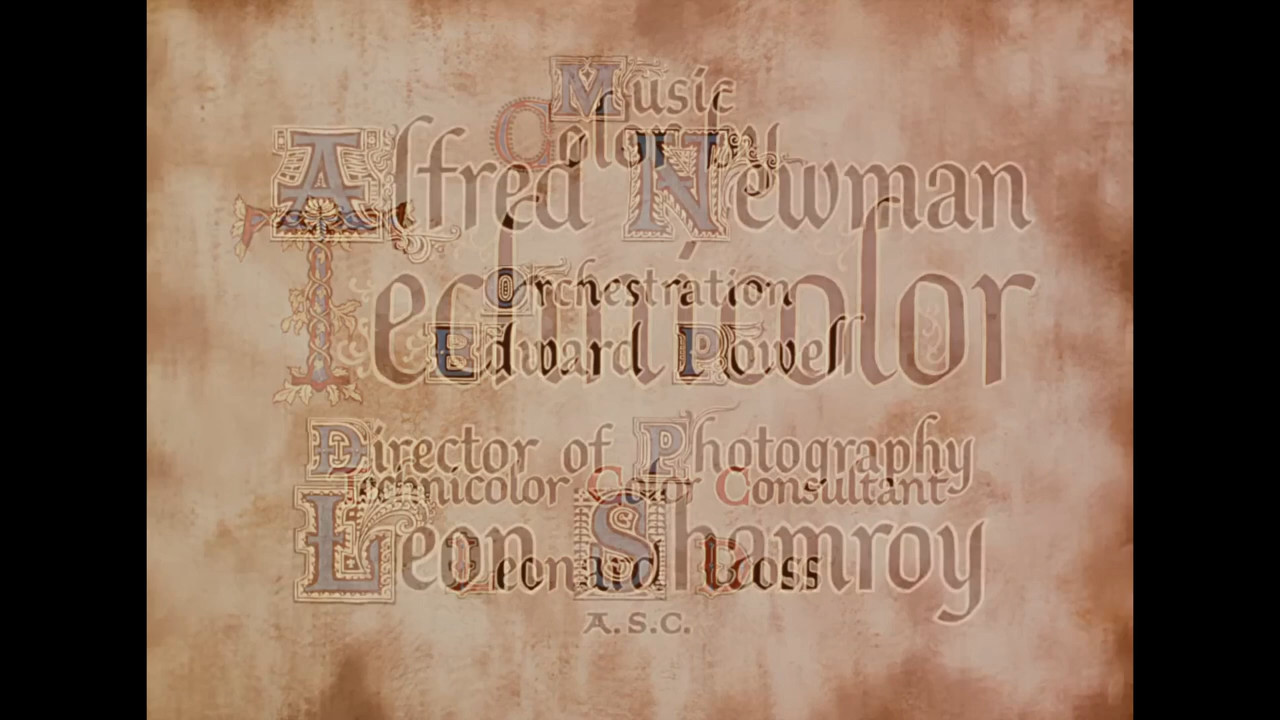 Music
Color by
Alfred Newman
Technicolor
Orchestration
Edward Powell
Director of Photography
Technicolor Color Consultant
Leon Shamroy
Leonard Doss
A.S.C.